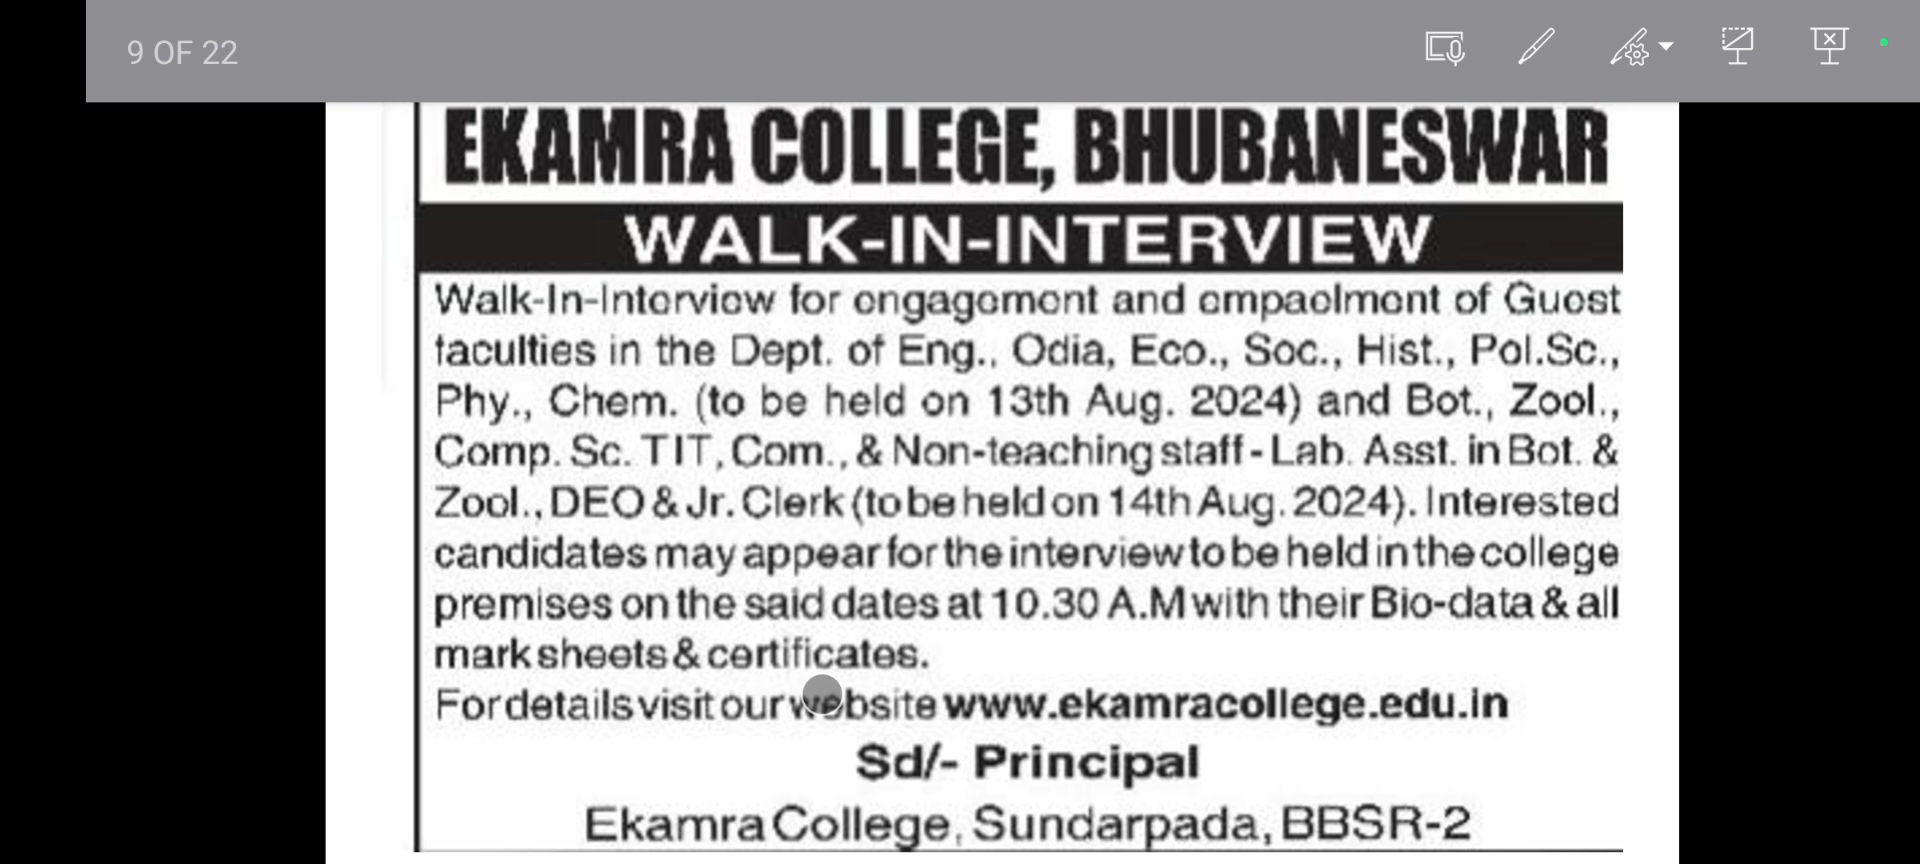 9 OF 22
EKAMRA COLLEGE, BHUBANESWAR
WALK-IN-INTERVIEW
Walk-In-Interview for engagement and empaelment of Guest
faculties in the Dept. of Eng., Odia, Eco., Soc., Hist., Pol.Sc.,
Phy., Chem. (to be held on 13th Aug. 2024) and Bot., Zool.,
Comp. Sc. TIT, Com., & Non-teaching staff - Lab. Asst. in Bot. &
Zool., DEO & Jr. Clerk (to be held on 14th Aug. 2024). Interested
candidates may appear for the interview to be held in the college
premises on the said dates at 10.30 A.M with their Bio-data & all
mark sheets & certificates.
For details visit our website www.ekamracollege.edu.in
Sd/- Principal
Ekamra College, Sundarpada, BBSR-2